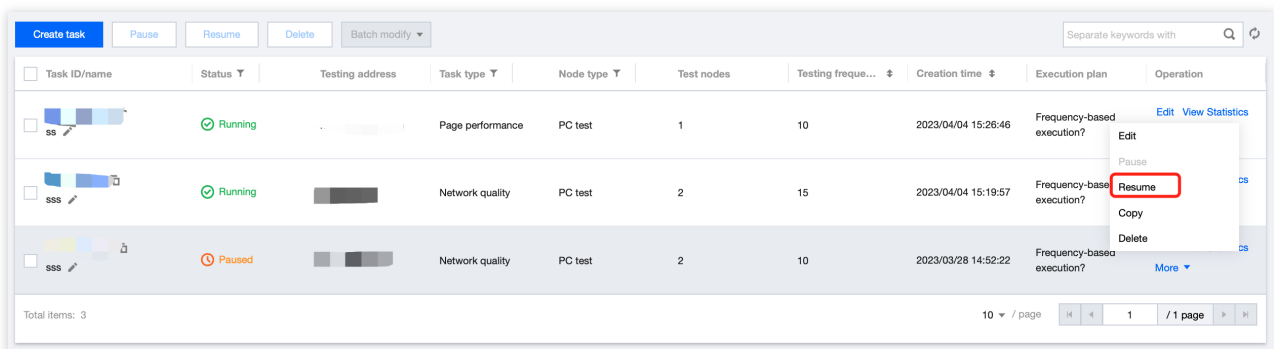 Create task Pause Resume Delete Batch modify Separate keywords with
Task ID/name Status Testing address Task type Node type Test nodes Testing freque... Creation time Execution plan Operation
ss Running Page performance PC test 1 10 2023/04/04 15:26:46 Frequency-based execution? Edit View Statistics
sss Running Network quality PC test 2 15 2023/04/04 15:19:57 execution?
sss Paused Network quality PC test 2 10 2023/03/28 14:52:22 Frequency-based execution? More
Edit
Pause
Resume
Copy
Delete
Total items: 3 10 / page 1 / 1 page